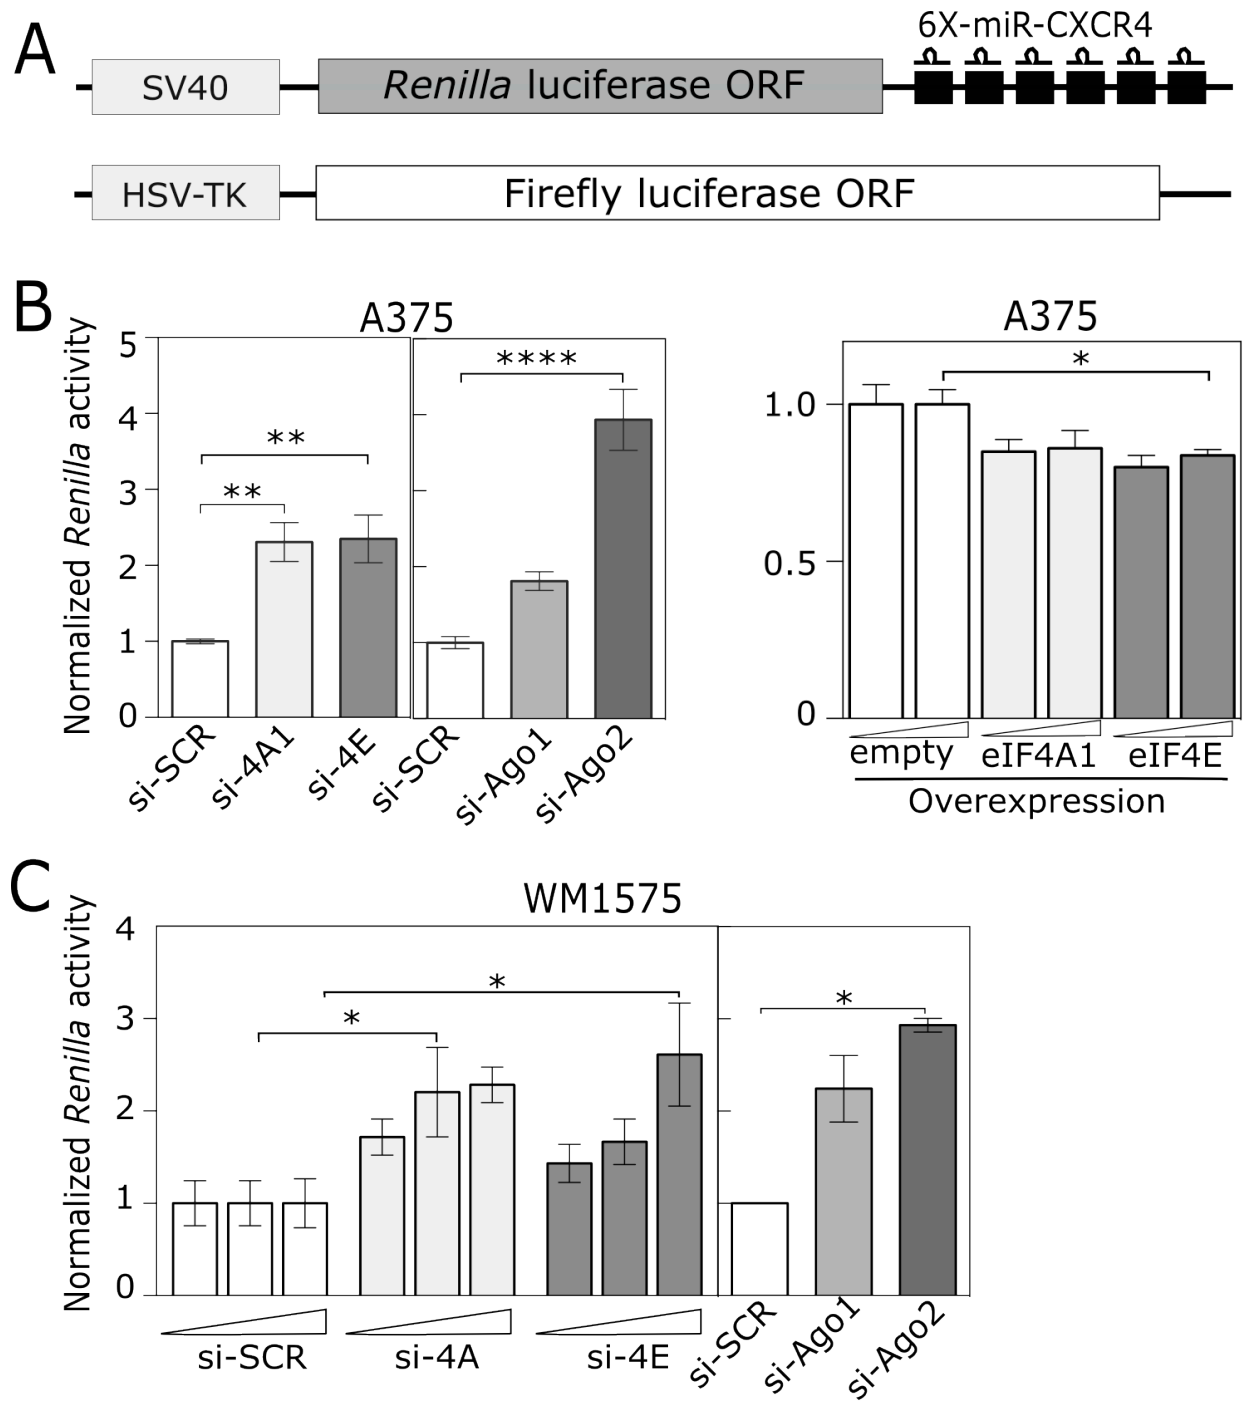 A
6X-miR-CXCR4
SV40
Renilla luciferase ORF
HSV-TK
Firefly luciferase ORF
B
A375
Normalized Renilla activity
5
4
3
2
1
0
**
**
****
si-SCR
si-4A1
si-4E
si-SCR
si-Ago1
si-Ago2
A375
1.0
0.5
0
*
empty
eIF4A1
eIF4E
Overexpression
C
WM1575
Normalized Renilla activity
4
3
2
1
0
*
*
*
si-SCR
si-4A
si-4E
si-SCR
si-Ago1
si-Ago2